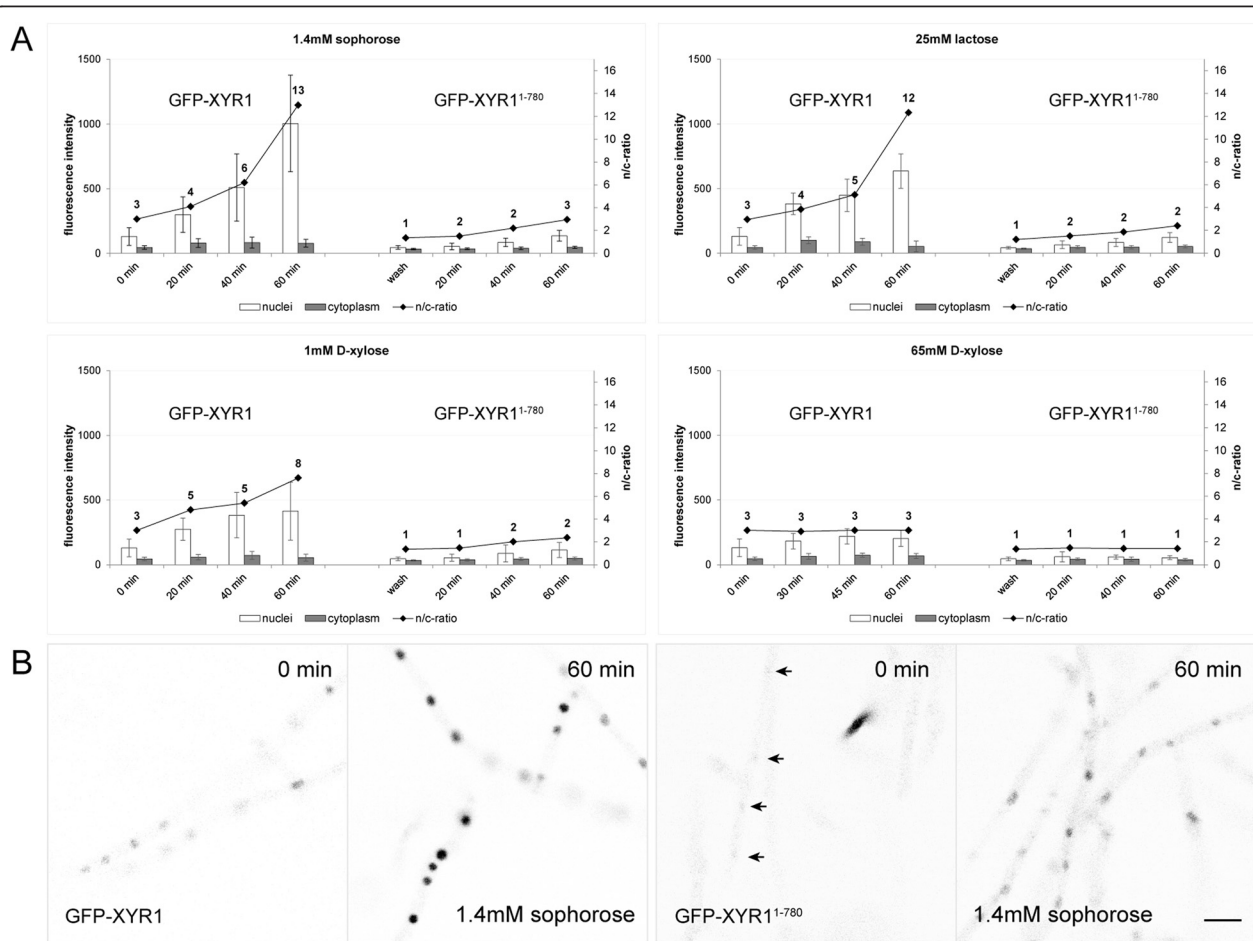 A
1.4mM sophorose
fluorescence intensity
1500
1000
500
0
GFP-XYR1
GFP-XYR1¹⁻⁷⁸⁰
3 4 6 13 1 2 2 3
16
14
12
10
8
6
4
2
0
n/c-ratio
0 min 20 min 40 min 60 min wash 20 min 40 min 60 min
nuclei cytoplasm n/c-ratio
25mM lactose
fluorescence intensity
1500
1000
500
0
GFP-XYR1
GFP-XYR1¹⁻⁷⁸⁰
3 4 5 12 1 2 2 2
16
14
12
10
8
6
4
2
0
n/c-ratio
0 min 20 min 40 min 60 min wash 20 min 40 min 60 min
nuclei cytoplasm n/c-ratio
1mM D-xylose
fluorescence intensity
1500
1000
500
0
GFP-XYR1
GFP-XYR1¹⁻⁷⁸⁰
3 5 5 8 1 1 2 2
16
14
12
10
8
6
4
2
0
n/c-ratio
0 min 20 min 40 min 60 min wash 20 min 40 min 60 min
nuclei cytoplasm n/c-ratio
65mM D-xylose
fluorescence intensity
1500
1000
500
0
GFP-XYR1
GFP-XYR1¹⁻⁷⁸⁰
3 3 3 3 1 1 1 1
16
14
12
10
8
6
4
2
0
n/c-ratio
0 min 30 min 45 min 60 min wash 20 min 40 min 60 min
nuclei cytoplasm n/c-ratio
B
0 min
60 min
0 min
60 min
GFP-XYR1
1.4mM sophorose
GFP-XYR1¹⁻⁷⁸⁰
1.4mM sophorose